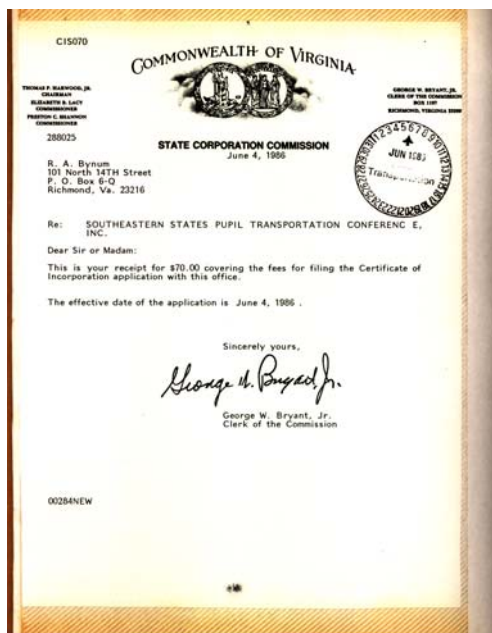 CIS070
COMMONWEALTH OF VIRGINIA
THOMAS P. HARWOOD, JR.
CHAIRMAN
ELIZABETH B. LACY
COMMISSIONER
PRESTON C. SHANNON
COMMISSIONER
GEORGE W. BRYANT, JR.
CLERK OF THE COMMISSION
BOX 1197
RICHMOND, VIRGINIA
288025
STATE CORPORATION COMMISSION
June 4, 1986
R. A. Bynum
101 North 14TH Street
P. O. Box 6-Q
Richmond, Va. 23216
JUN 1986
Transportation
Re: SOUTHEASTERN STATES PUPIL TRANSPORTATION CONFERENC E,
INC.
Dear Sir or Madam:
This is your receipt for $70.00 covering the fees for filing the Certificate of
Incorporation application with this office.
The effective date of the application is June 4, 1986 .
Sincerely yours,
George W. Bryant, Jr.
George W. Bryant, Jr.
Clerk of the Commission
00284NEW